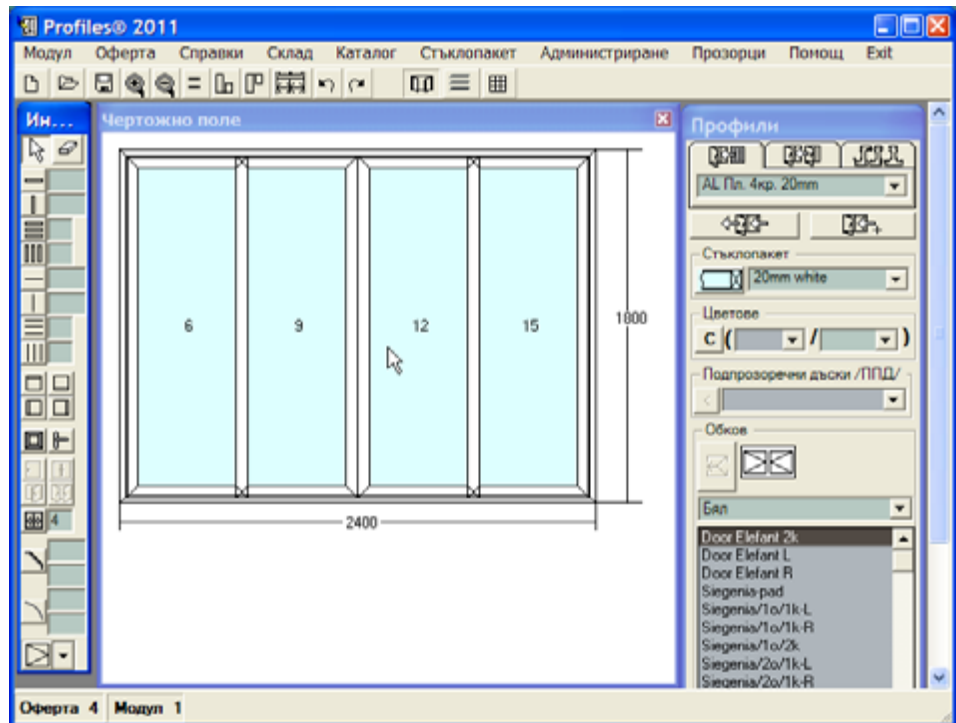 Profiles® 2011
Модул Оферта Справки Склад Каталог Стъклопакет Администриране Прозорци Помощ Exit
Ин...
4
Чертожно поле
6 9 12 15
1800
2400
Профили
AL Пл. 4кр. 20mm
Стъклопакет
20mm white
Цветове
C ( / )
Подпрозоречни дъски /ППД/
<
Обков
Бял
Door Elefant 2k
Door Elefant L
Door Elefant R
Siegenia-pad
Siegenia/1o/1k-L
Siegenia/1o/1k-R
Siegenia/1o/2k
Siegenia/2o/1k-L
Siegenia/2o/1k-R
Оферта 4 Модул 1